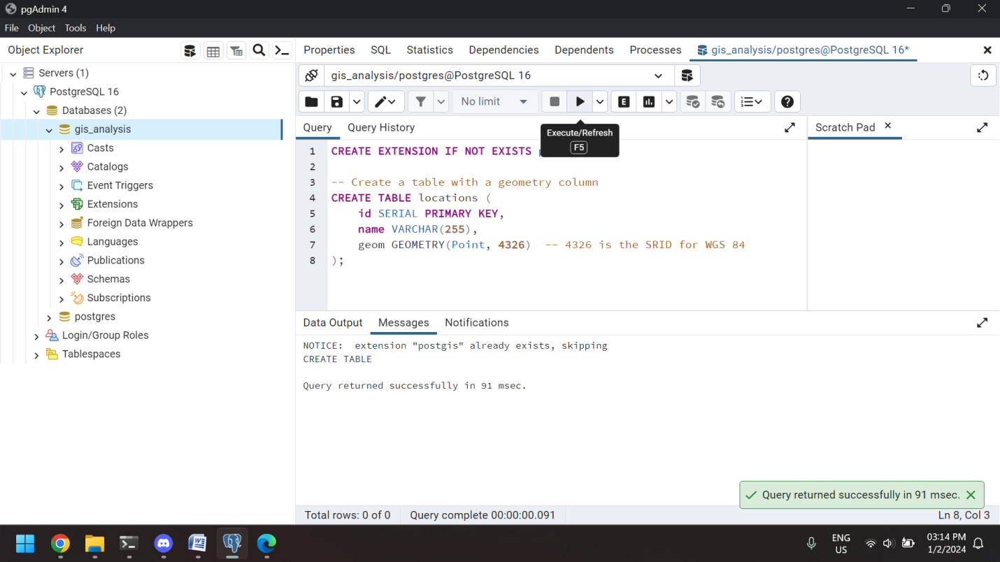 pgAdmin 4
File Object Tools Help
Object Explorer
Servers (1)
PostgreSQL 16
Databases (2)
gis_analysis
Casts
Catalogs
Event Triggers
Extensions
Foreign Data Wrappers
Languages
Publications
Schemas
Subscriptions
postgres
Login/Group Roles
Tablespaces
Properties SQL Statistics Dependencies Dependents Processes gis_analysis/postgres@PostgreSQL 16*
gis_analysis/postgres@PostgreSQL 16
No limit
E
Query Query History
Execute/Refresh
F5
Scratch Pad
1 CREATE EXTENSION IF NOT EXISTS
2
3 -- Create a table with a geometry column
4 CREATE TABLE locations (
5 id SERIAL PRIMARY KEY,
6 name VARCHAR(255),
7 geom GEOMETRY(Point, 4326) -- 4326 is the SRID for WGS 84
8 );
Data Output Messages Notifications
NOTICE: extension "postgis" already exists, skipping
CREATE TABLE
Query returned successfully in 91 msec.
Query returned successfully in 91 msec.
Total rows: 0 of 0 Query complete 00:00:00.091 Ln 8, Col 3
ENG
US
03:14 PM
1/2/2024